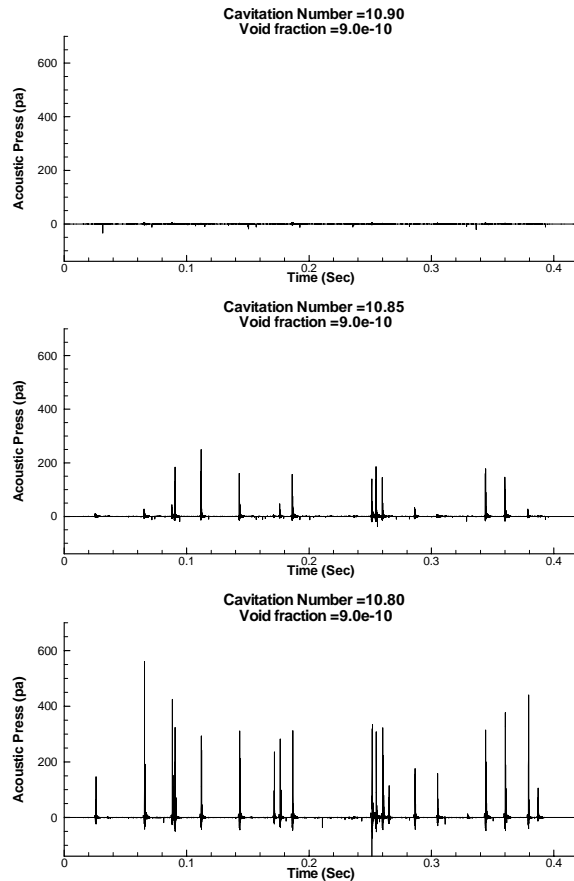 Cavitation Number =10.90
Void fraction =9.0e-10
Acoustic Press (pa)
600
400
200
0
0
0.1
0.2
0.3
0.4
Time (Sec)
Cavitation Number =10.85
Void fraction =9.0e-10
Acoustic Press (pa)
600
400
200
0
0
0.1
0.2
0.3
0.4
Time (Sec)
Cavitation Number =10.80
Void fraction =9.0e-10
Acoustic Press (pa)
600
400
200
0
0
0.1
0.2
0.3
0.4
Time (Sec)